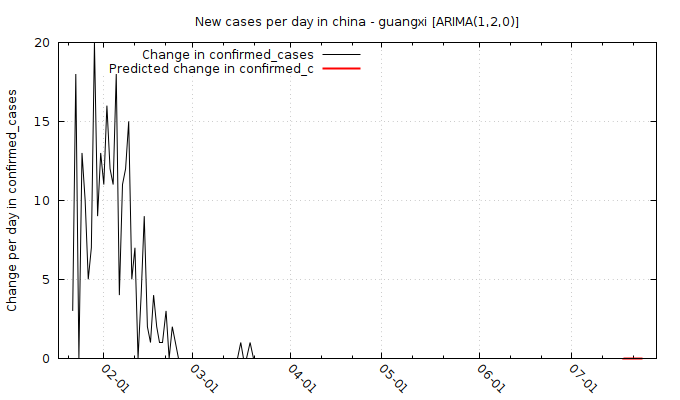 New cases per day in china - guangxi [ARIMA(1,2,0)]
Change in confirmed_cases
Predicted change in confirmed_c
Change per day in confirmed_cases
20
15
10
5
0
02-01
03-01
04-01
05-01
06-01
07-01